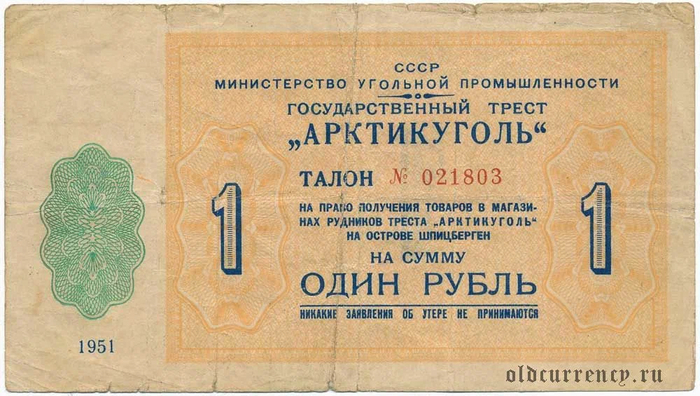 СССР
МИНИСТЕРСТВО УГОЛЬНОЙ ПРОМЫШЛЕННОСТИ
ГОСУДАРСТВЕННЫЙ ТРЕСТ
„АРКТИКУГОЛЬ“
ТАЛОН № 021803
НА ПРАВО ПОЛУЧЕНИЯ ТОВАРОВ В МАГАЗИ-
НАХ РУДНИКОВ ТРЕСТА „АРКТИКУГОЛЬ“
НА ОСТРОВЕ ШПИЦБЕРГЕН
1 1
НА СУММУ
ОДИН РУБЛЬ
НИКАКИЕ ЗАЯВЛЕНИЯ ОБ УТЕРЕ НЕ ПРИНИМАЮТСЯ
1951
oldcurrency.ru